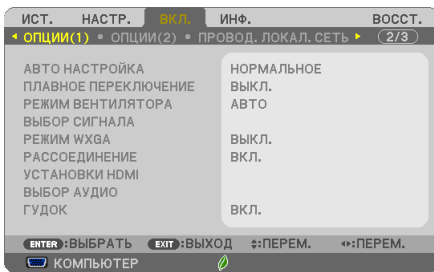 ИСТ. НАСТР. ВКЛ. ИНФ. ВОССТ.
ОПЦИИ(1) • ОПЦИИ(2) • ПРОВОД. ЛОКАЛ. СЕТЬ 2/3
АВТО НАСТРОЙКА НОРМАЛЬНОЕ
ПЛАВНОЕ ПЕРЕКЛЮЧЕНИЕ ВЫКЛ.
РЕЖИМ ВЕНТИЛЯТОРА АВТО
ВЫБОР СИГНАЛА
РЕЖИМ WXGA ВЫКЛ.
РАССОЕДИНЕНИЕ ВКЛ.
УСТАНОВКИ HDMI
ВЫБОР АУДИО
ГУДОК ВКЛ.
ENTER:ВЫБРАТЬ EXIT:ВЫХОД :ПЕРЕМ. :ПЕРЕМ.
КОМПЬЮТЕР